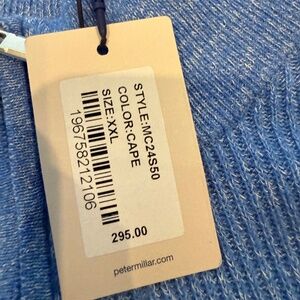 STYLE:MC24S50
COLOR:CAPE
SIZE:XXL
196758212106
295.00
petermillar.com